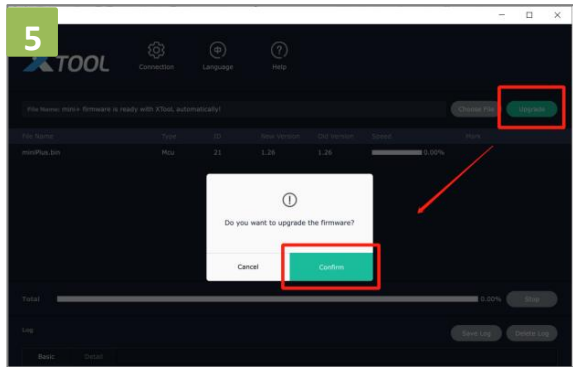 5
XTOOL
Connection Language Help
File Name: mini+ firmware is ready with XTool automatically!
Choose File Upgrade
File Name Type ID New Version Old Version Speed Mark
miniPlus.bin Mcu 21 1.26 1.26 0.00%
Do you want to upgrade the firmware?
Cancel Confirm
Total 0.00% Stop
Log Save Log Delete Log
Basic Detail